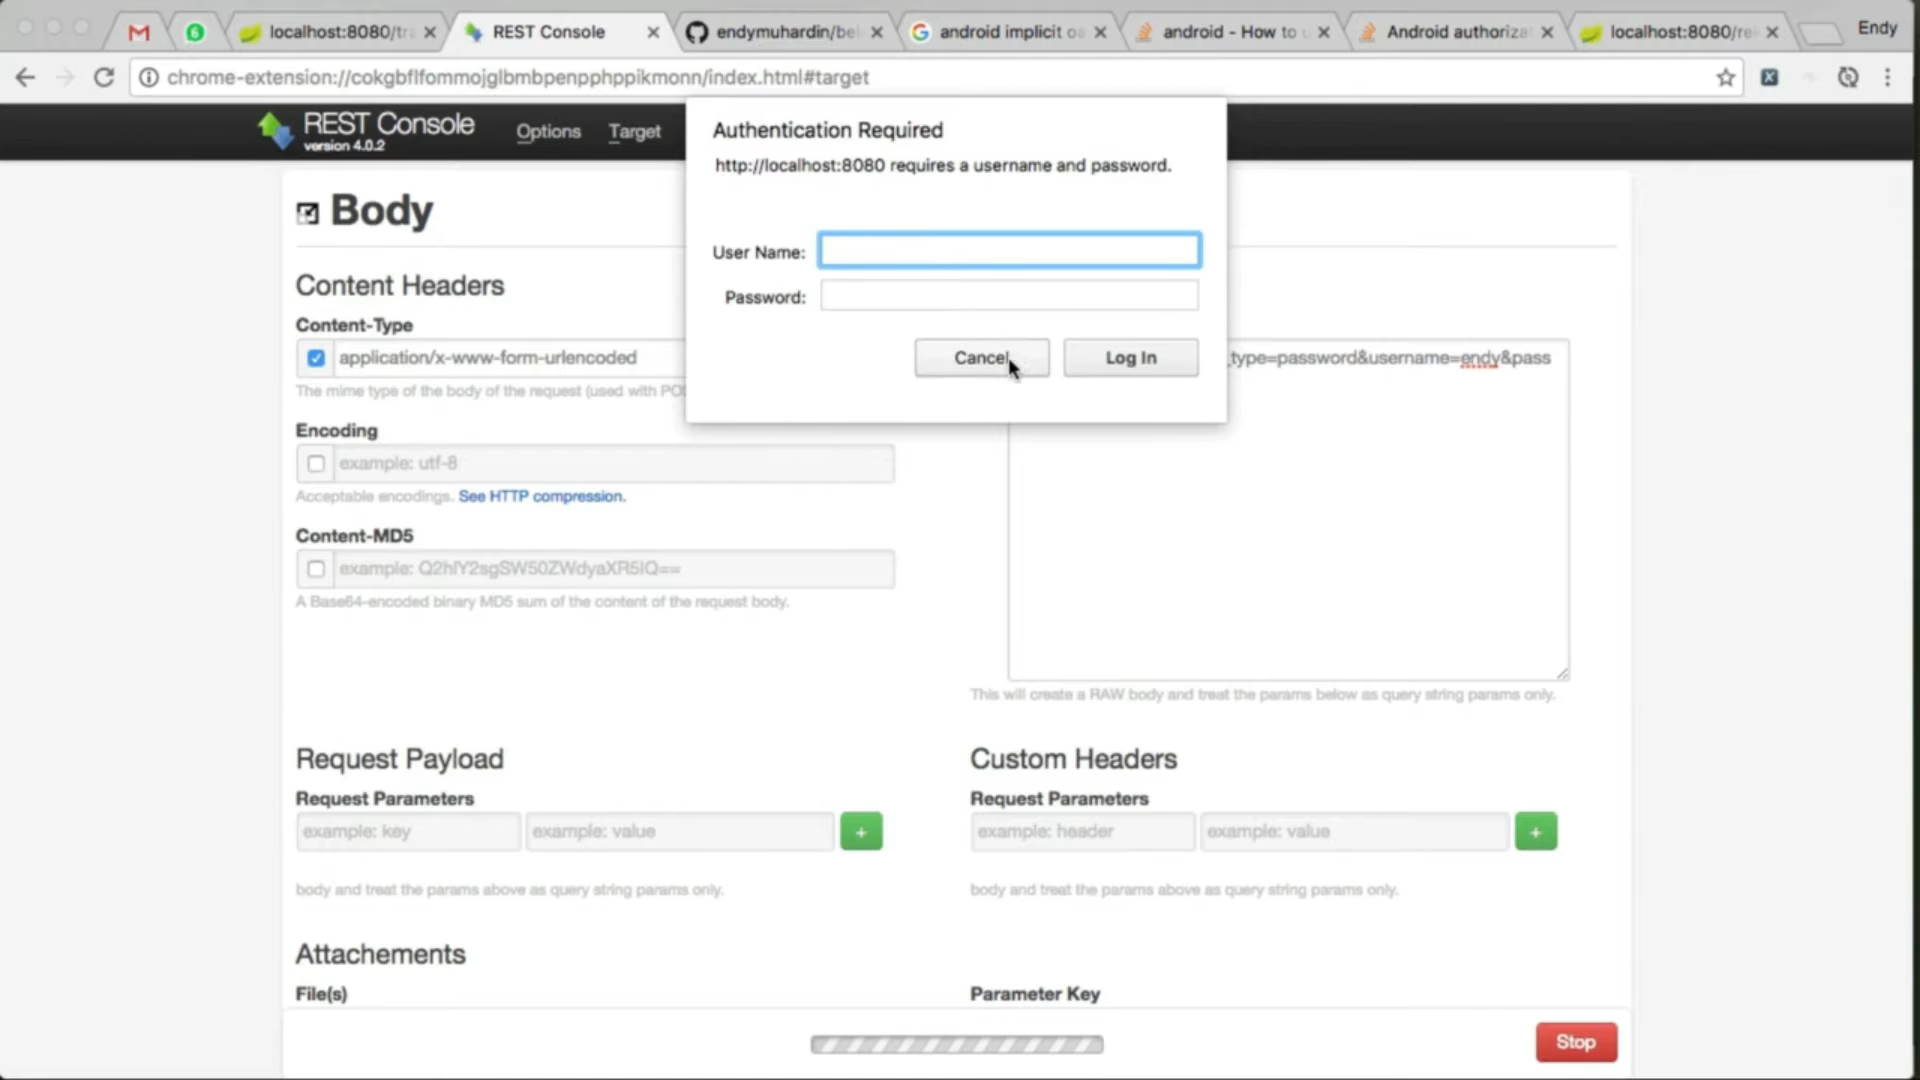 localhost:8080/tra
REST Console
endymuhardin/bel
android implicit oa
android - How to u
Android authoriza
localhost:8080/re
Endy
chrome-extension://cokgbflfommojglbmbpenpphppikmonn/index.html#target
REST Console
version 4.0.2
Options
Target
Authentication Required
http://localhost:8080 requires a username and password.
User Name:
Password:
Cancel
Log In
Body
Content Headers
Content-Type
application/x-www-form-urlencoded
_type=password&username=endy&pass
The mime type of the body of the request (used with PO
Encoding
example: utf-8
Acceptable encodings. See HTTP compression.
Content-MD5
example: Q2hlY2sgSW50ZWdyaXR5IQ==
A Base64-encoded binary MD5 sum of the content of the request body.
This will create a RAW body and treat the params below as query string params only.
Request Payload
Custom Headers
Request Parameters
Request Parameters
example: key
example: value
+
example: header
example: value
+
body and treat the params above as query string params only.
body and treat the params above as query string params only.
Attachements
File(s)
Parameter Key
Stop